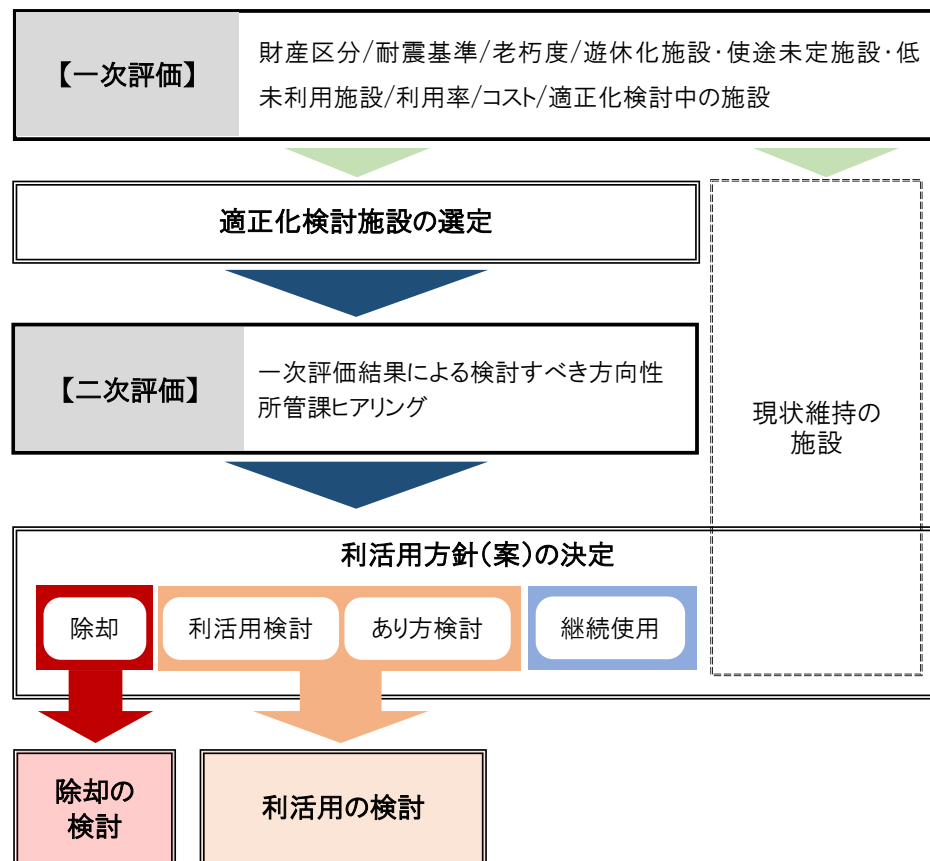 【一次評価】
財産区分/耐震基準/老朽度/遊休化施設・使途未定施設・低
未利用施設/利用率/コスト/適正化検討中の施設
適正化検討施設の選定
【二次評価】
一次評価結果による検討すべき方向性
所管課ヒアリング
現状維持の
施設
利活用方針(案)の決定
除却
利活用検討
あり方検討
継続使用
除却の
検討
利活用の検討